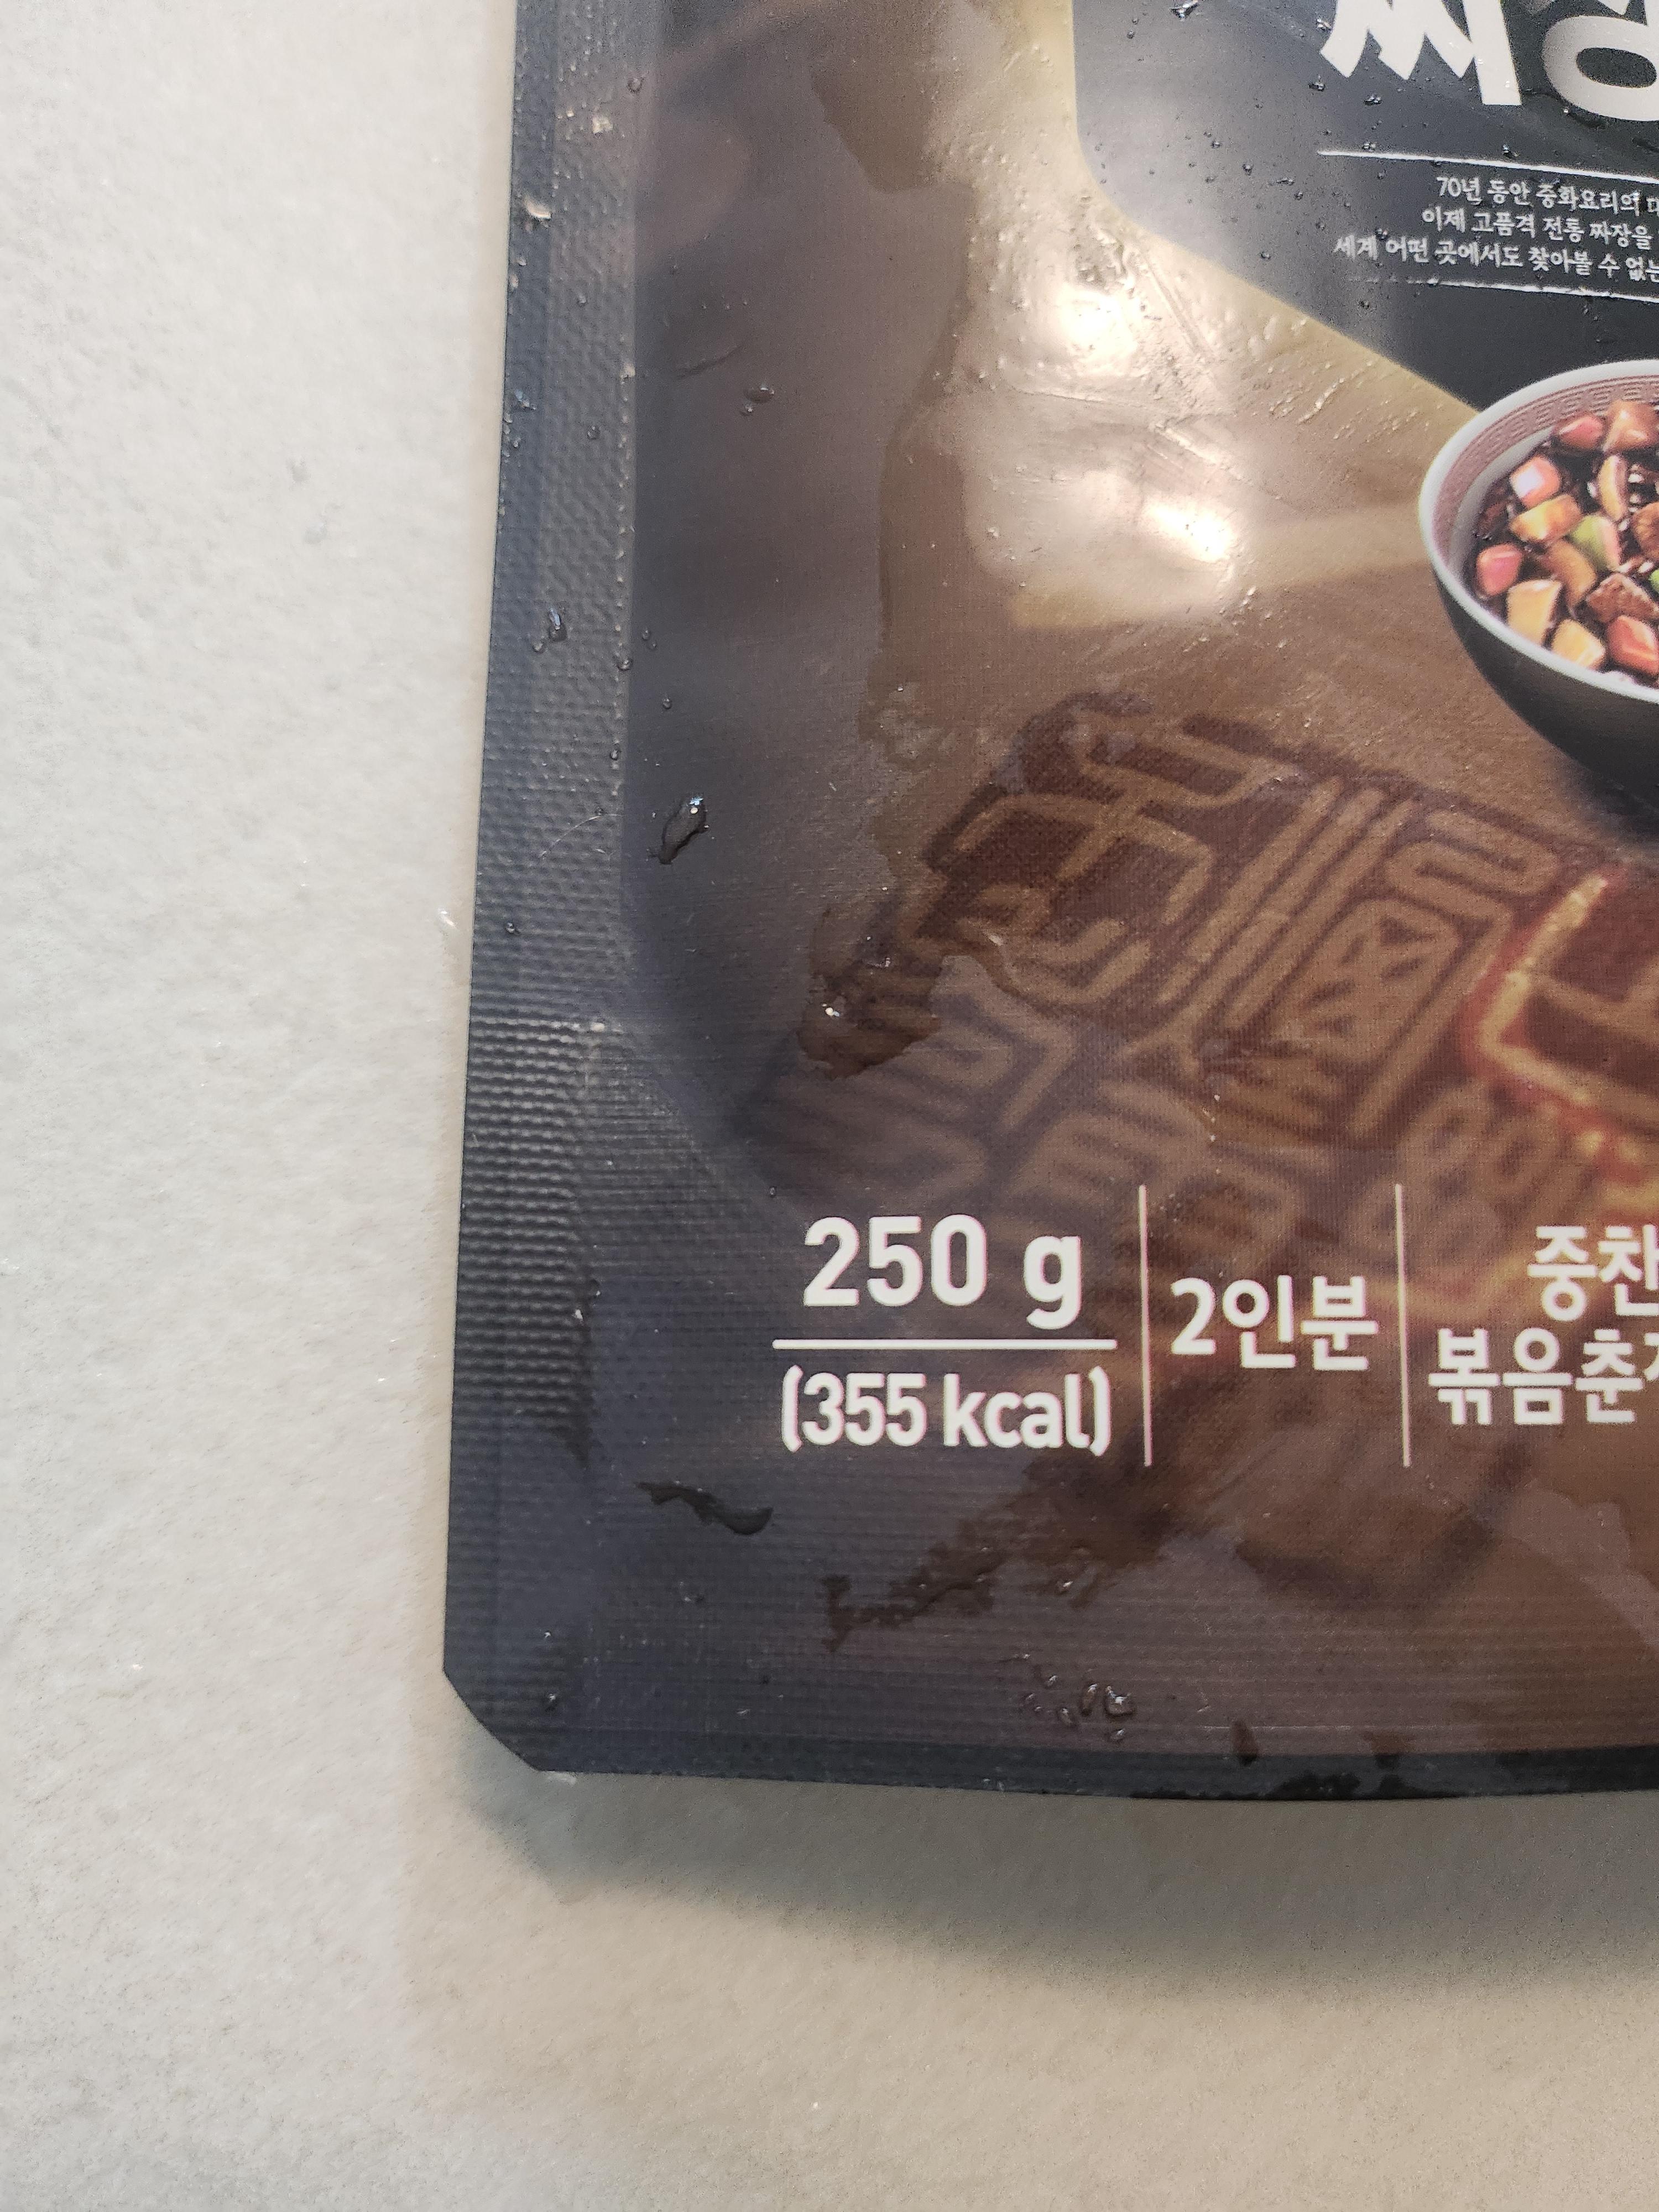 짜장
70년 동안 중화요리의
이제 고품격 전통 짜장을
세계 어떤 곳에서도 찾아볼 수 없는
250 g
(355 kcal)
2인분
중찬
볶음춘